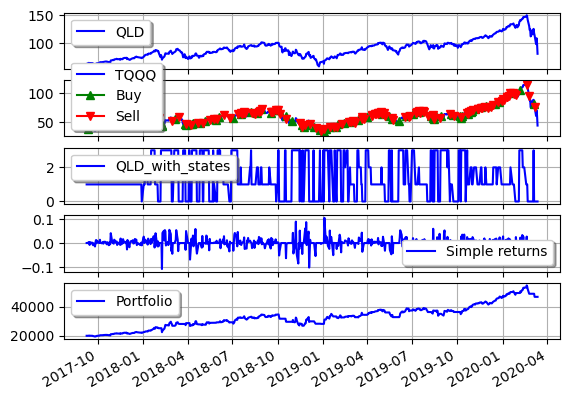 150
QLD
100
TQQQ
100
Buy
50
Sell
2
QLD_with_states
0
0.1
0.0
Simple returns
−0.1
Portfolio
40000
20000
2017-10 2018-01 2018-04 2018-07 2018-10 2019-01 2019-04 2019-07 2019-10 2020-01 2020-04